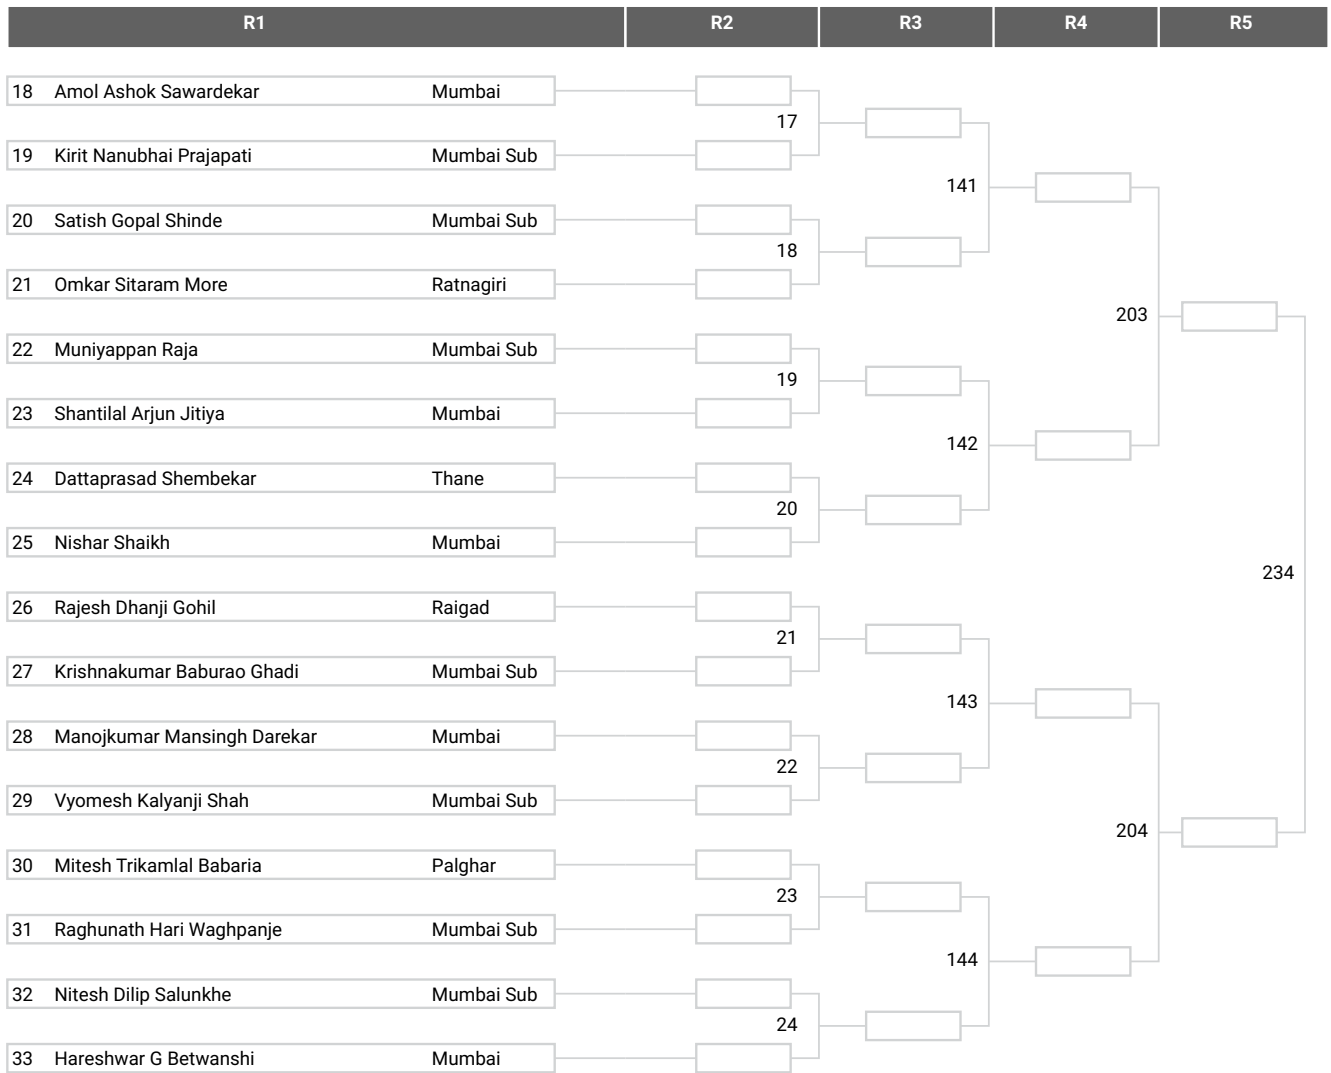 R1 R2 R3 R4 R5
18 Amol Ashok Sawardekar Mumbai
17
19 Kirit Nanubhai Prajapati Mumbai Sub
141
20 Satish Gopal Shinde Mumbai Sub
18
21 Omkar Sitaram More Ratnagiri
203
22 Muniyappan Raja Mumbai Sub
19
23 Shantilal Arjun Jitiya Mumbai
142
24 Dattaprasad Shembekar Thane
20
25 Nishar Shaikh Mumbai
234
26 Rajesh Dhanji Gohil Raigad
21
27 Krishnakumar Baburao Ghadi Mumbai Sub
143
28 Manojkumar Mansingh Darekar Mumbai
22
29 Vyomesh Kalyanji Shah Mumbai Sub
204
30 Mitesh Trikamlal Babaria Palghar
23
31 Raghunath Hari Waghpanje Mumbai Sub
144
32 Nitesh Dilip Salunkhe Mumbai Sub
24
33 Hareshwar G Betwanshi Mumbai